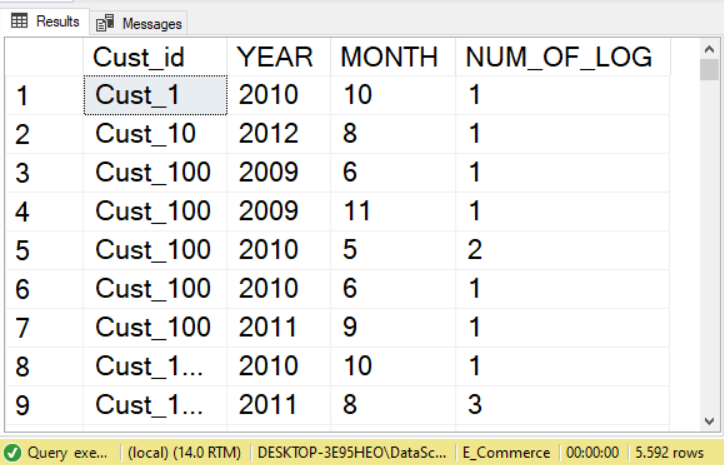 Results Messages
Cust_id YEAR MONTH NUM_OF_LOG
1 Cust_1 2010 10 1
2 Cust_10 2012 8 1
3 Cust_100 2009 6 1
4 Cust_100 2009 11 1
5 Cust_100 2010 5 2
6 Cust_100 2010 6 1
7 Cust_100 2011 9 1
8 Cust_1... 2010 10 1
9 Cust_1... 2011 8 3
Query exe... (local) (14.0 RTM) DESKTOP-3E95HEO\DataSc... E_Commerce 00:00:00 5.592 rows